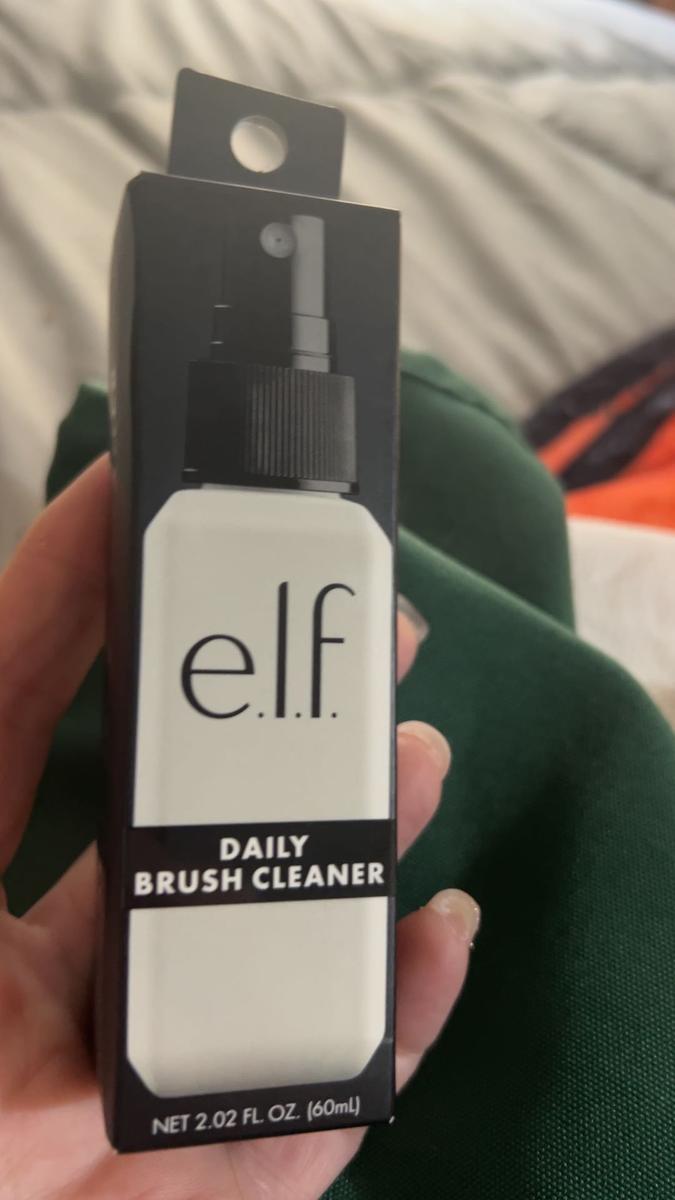 e.l.f.
DAILY
BRUSH CLEANER
NET 2.02 FL. OZ. (60mL)